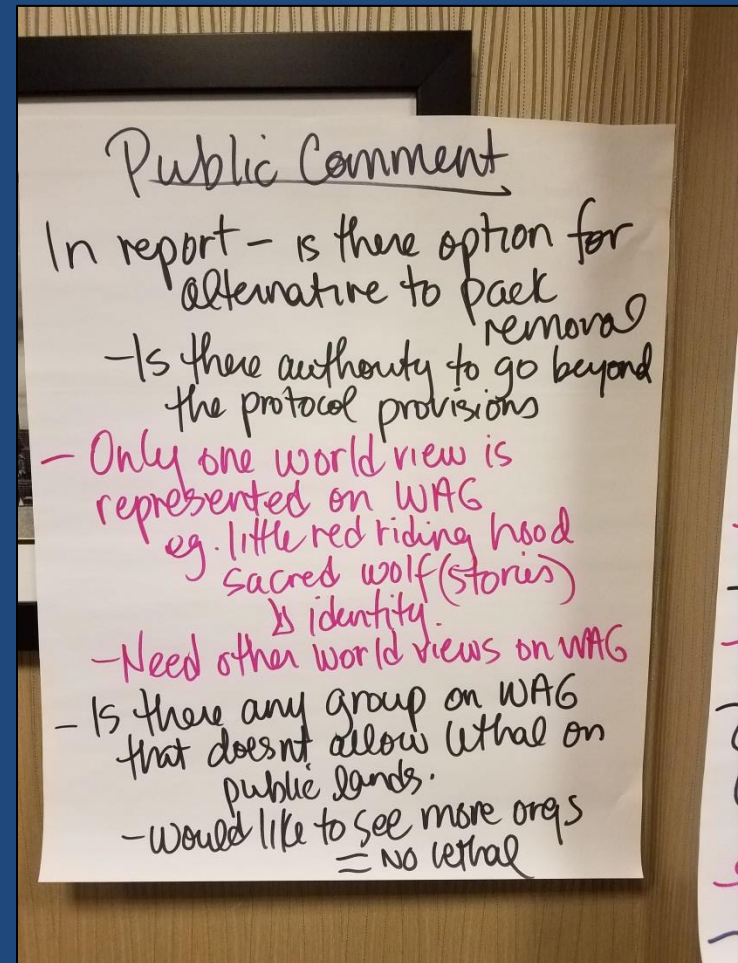 Public Comment
In report - is there option for
alternative to pack
removal
- Is there authority to go beyond
the protocol provisions
- Only one world view is
represented on WAG
eg. little red riding hood
sacred wolf (stories)
↳ identity.
- Need other world views on WAG
- Is there any group on WAG
that doesnt allow lethal on
public lands.
- would like to see more orgs
= No lethal